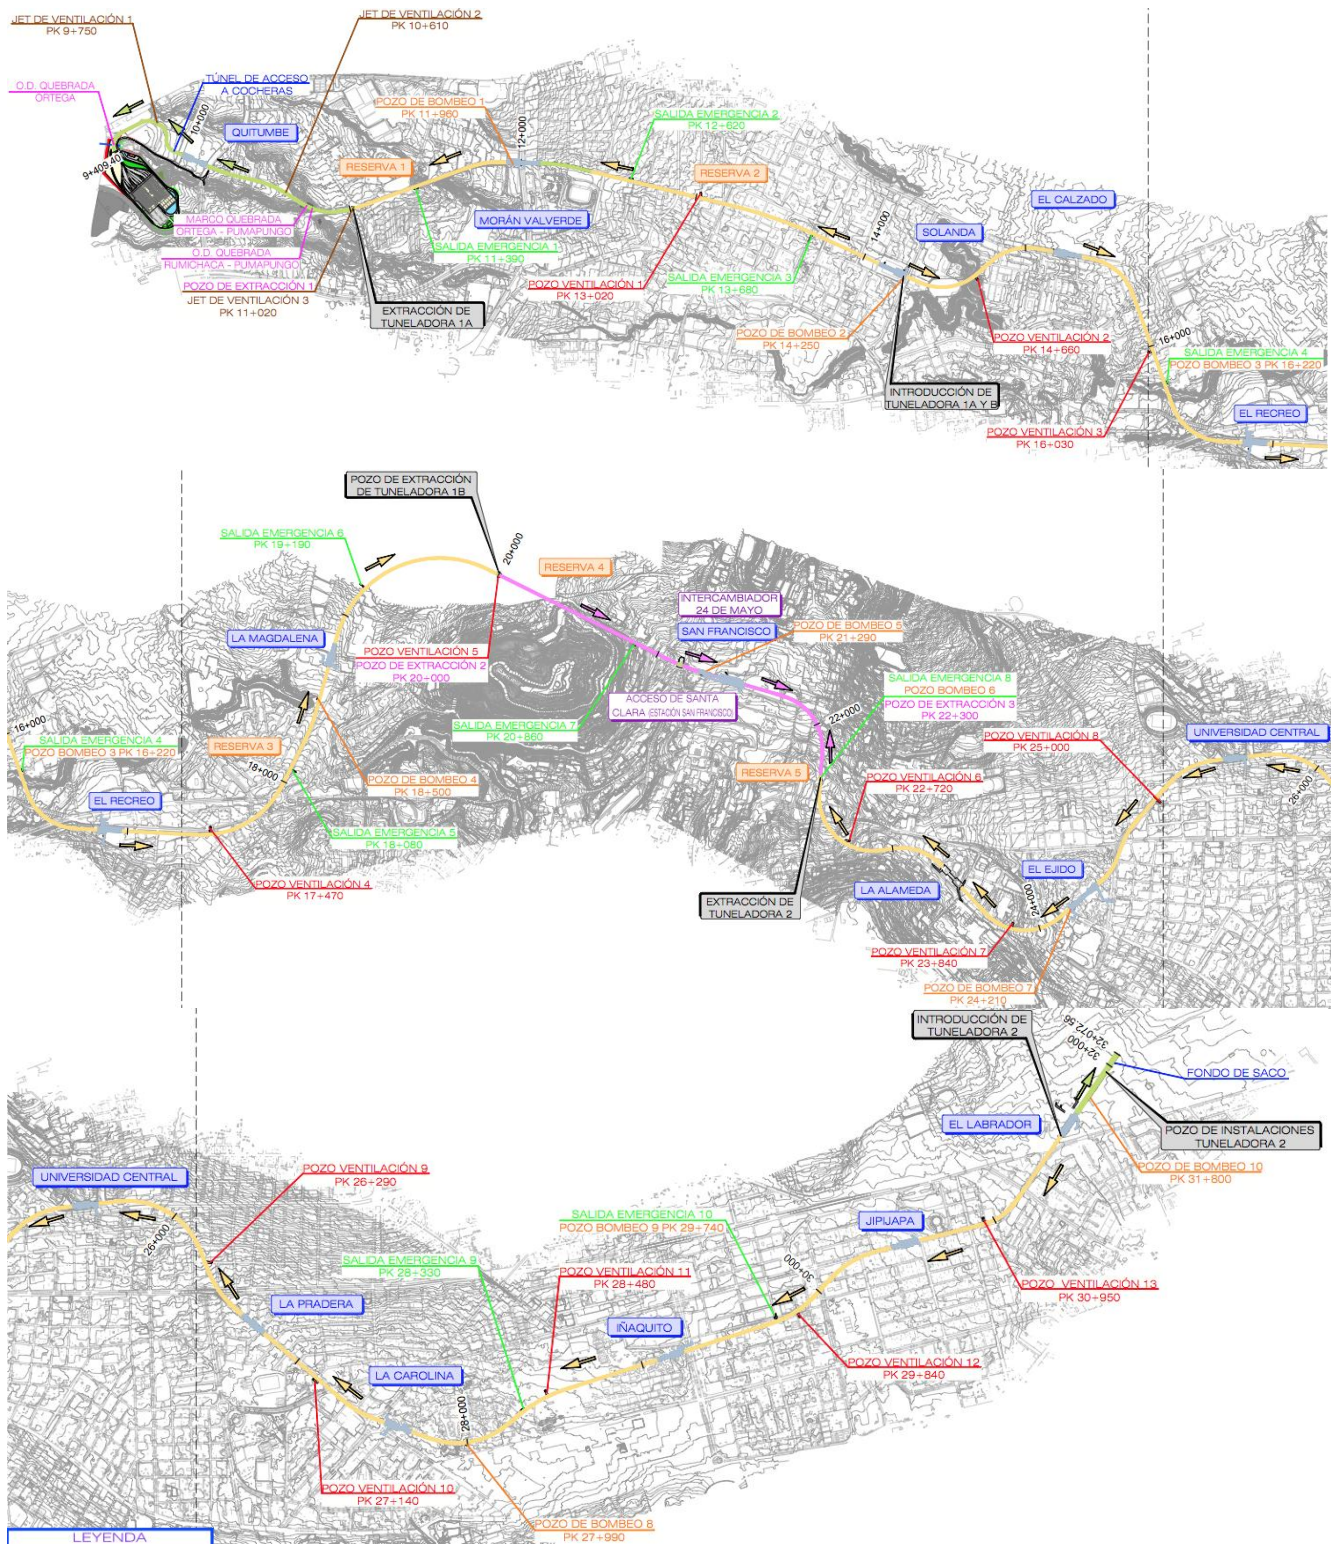 JET DE VENTILACIÓN 1
PK 9+750
JET DE VENTILACIÓN 2
PK 10+610
O.D. QUEBRADA
ORTEGA
TÚNEL DE ACCESO
A COCHERAS
10+000
QUITUMBE
9+409.40
POZO DE BOMBEO 1
PK 11+960
12+000
SALIDA EMERGENCIA 2
PK 12+620
RESERVA 1
RESERVA 2
MORÁN VALVERDE
MARCO QUEBRADA
ORTEGA - PUMAPUNGO
O.D. QUEBRADA
RUMICHACA - PUMAPUNGO
POZO DE EXTRACCIÓN 1
JET DE VENTILACIÓN 3
PK 11+020
SALIDA EMERGENCIA 1
PK 11+390
EXTRACCIÓN DE
TUNELADORA 1A
POZO VENTILACIÓN 1
PK 13+020
SALIDA EMERGENCIA 3
PK 13+680
14+000
SOLANDA
EL CALZADO
POZO DE BOMBEO 2
PK 14+250
INTRODUCCIÓN DE
TUNELADORA 1A Y B
POZO VENTILACIÓN 2
PK 14+660
16+000
SALIDA EMERGENCIA 4
POZO BOMBEO 3 PK 16+220
EL RECREO
POZO VENTILACIÓN 3
PK 16+030
POZO DE EXTRACCIÓN
DE TUNELADORA 1B
SALIDA EMERGENCIA 6
PK 19+190
20+000
RESERVA 4
INTERCAMBIADOR
24 DE MAYO
SAN FRANCISCO
POZO DE BOMBEO 5
PK 21+290
LA MAGDALENA
POZO VENTILACIÓN 5
POZO DE EXTRACCIÓN 2
PK 20+000
ACCESO DE SANTA
CLARA (ESTACIÓN SAN FRANCISCO)
SALIDA EMERGENCIA 7
PK 20+860
SALIDA EMERGENCIA 8
POZO BOMBEO 6
POZO DE EXTRACCIÓN 3
PK 22+300
22+000
POZO VENTILACIÓN 8
PK 25+000
UNIVERSIDAD CENTRAL
26+000
16+000
SALIDA EMERGENCIA 4
POZO BOMBEO 3 PK 16+220
RESERVA 3
18+000
POZO DE BOMBEO 4
PK 18+500
RESERVA 5
POZO VENTILACIÓN 6
PK 22+720
EL RECREO
SALIDA EMERGENCIA 5
PK 18+080
POZO VENTILACIÓN 4
PK 17+470
EXTRACCIÓN DE
TUNELADORA 2
LA ALAMEDA
EL EJIDO
24+000
POZO VENTILACIÓN 7
PK 23+840
POZO DE BOMBEO 7
PK 24+210
INTRODUCCIÓN DE
TUNELADORA 2
32+000
32+072.56
FONDO DE SACO
EL LABRADOR
POZO DE INSTALACIONES
TUNELADORA 2
POZO DE BOMBEO 10
PK 31+800
UNIVERSIDAD CENTRAL
26+000
POZO VENTILACIÓN 9
PK 26+290
SALIDA EMERGENCIA 10
POZO BOMBEO 9 PK 29+740
JIPIJAPA
SALIDA EMERGENCIA 9
PK 28+330
POZO VENTILACIÓN 11
PK 28+480
30+000
POZO VENTILACIÓN 13
PK 30+950
LA PRADERA
IÑAQUITO
LA CAROLINA
28+000
POZO VENTILACIÓN 12
PK 29+840
POZO VENTILACIÓN 10
PK 27+140
POZO DE BOMBEO 8
PK 27+990
LEYENDA